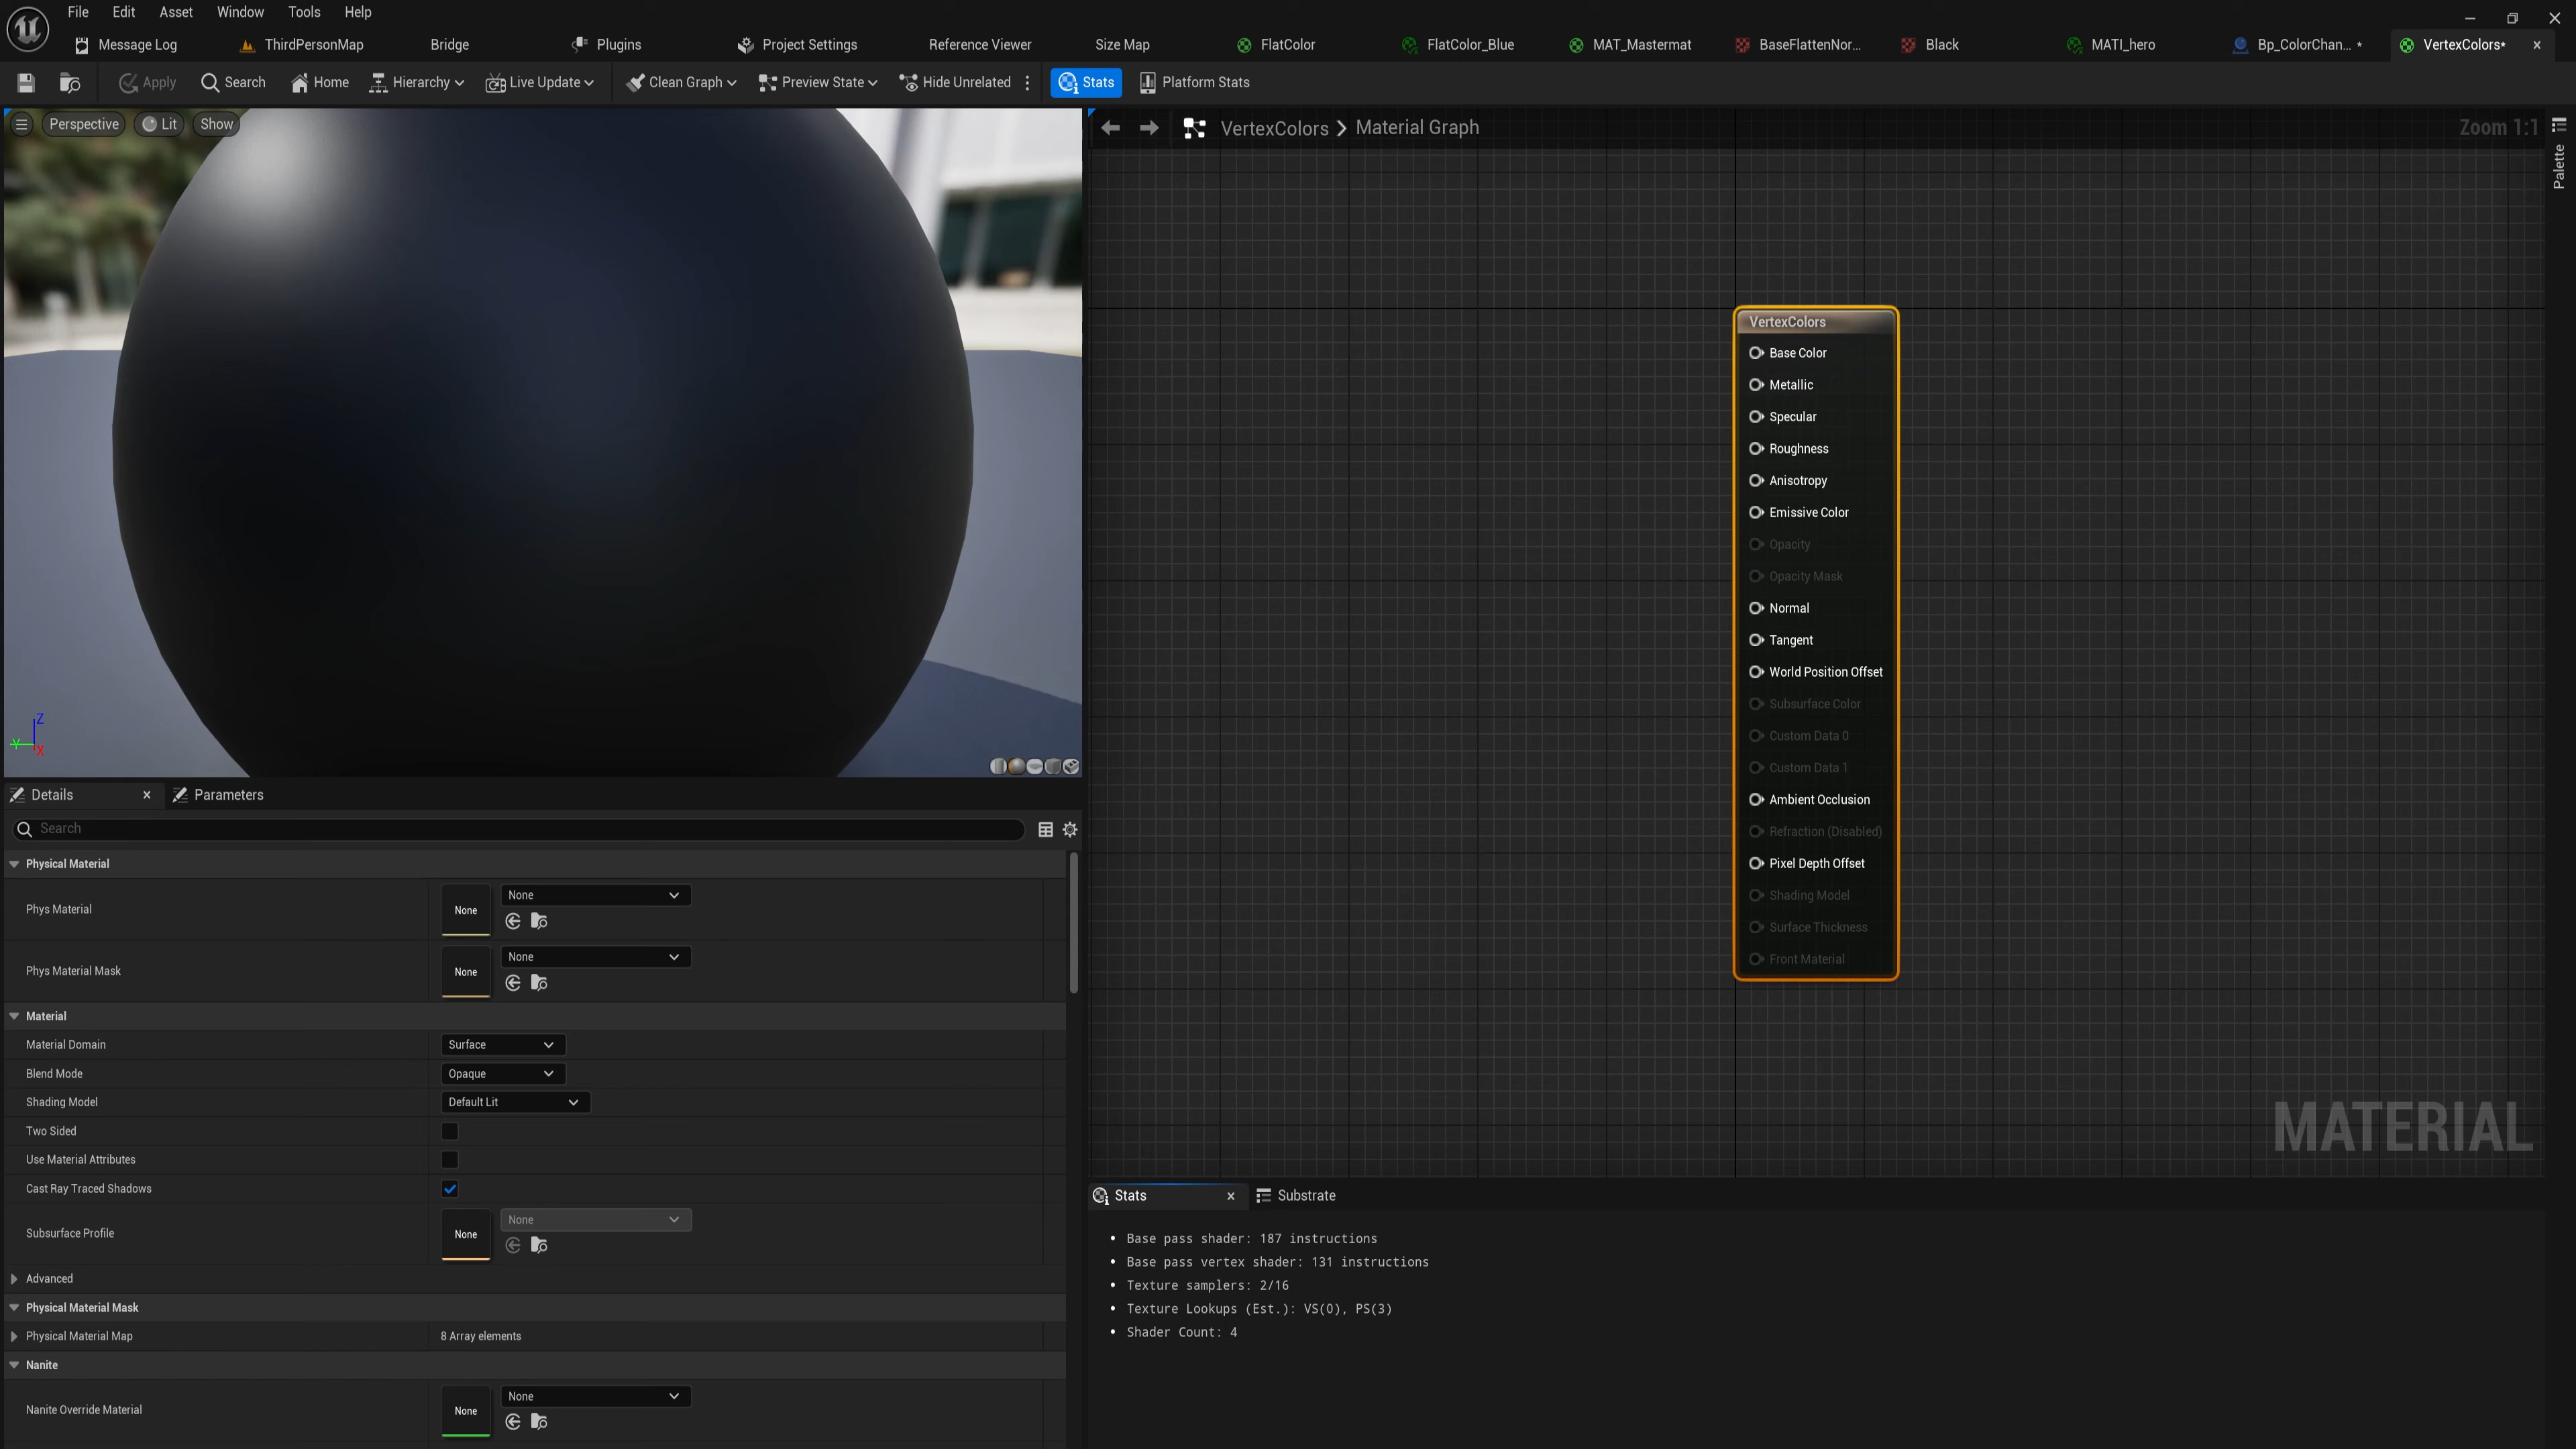 File Edit Asset Window Tools Help
Message Log ThirdPersonMap Bridge Plugins Project Settings Reference Viewer Size Map FlatColor FlatColor_Blue MAT_Mastermat BaseFlattenNor... Black MATI_hero Bp_ColorChan... * VertexColors*
Apply Search Home Hierarchy Live Update Clean Graph Preview State Hide Unrelated Stats Platform Stats
Perspective Lit Show
VertexColors > Material Graph
Zoom 1:1
Palette
VertexColors
Base Color
Metallic
Specular
Roughness
Anisotropy
Emissive Color
Opacity
Opacity Mask
Normal
Tangent
World Position Offset
Subsurface Color
Custom Data 0
Custom Data 1
Ambient Occlusion
Refraction (Disabled)
Pixel Depth Offset
Shading Model
Surface Thickness
Front Material
MATERIAL
Z
Y
X
Details Parameters
Search
Physical Material
Phys Material None None
Phys Material Mask None None
Material
Material Domain Surface
Blend Mode Opaque
Shading Model Default Lit
Two Sided
Use Material Attributes
Cast Ray Traced Shadows
Subsurface Profile None None
Advanced
Physical Material Mask
Physical Material Map 8 Array elements
Nanite
Nanite Override Material None None
Stats Substrate
• Base pass shader: 187 instructions
• Base pass vertex shader: 131 instructions
• Texture samplers: 2/16
• Texture Lookups (Est.): VS(0), PS(3)
• Shader Count: 4